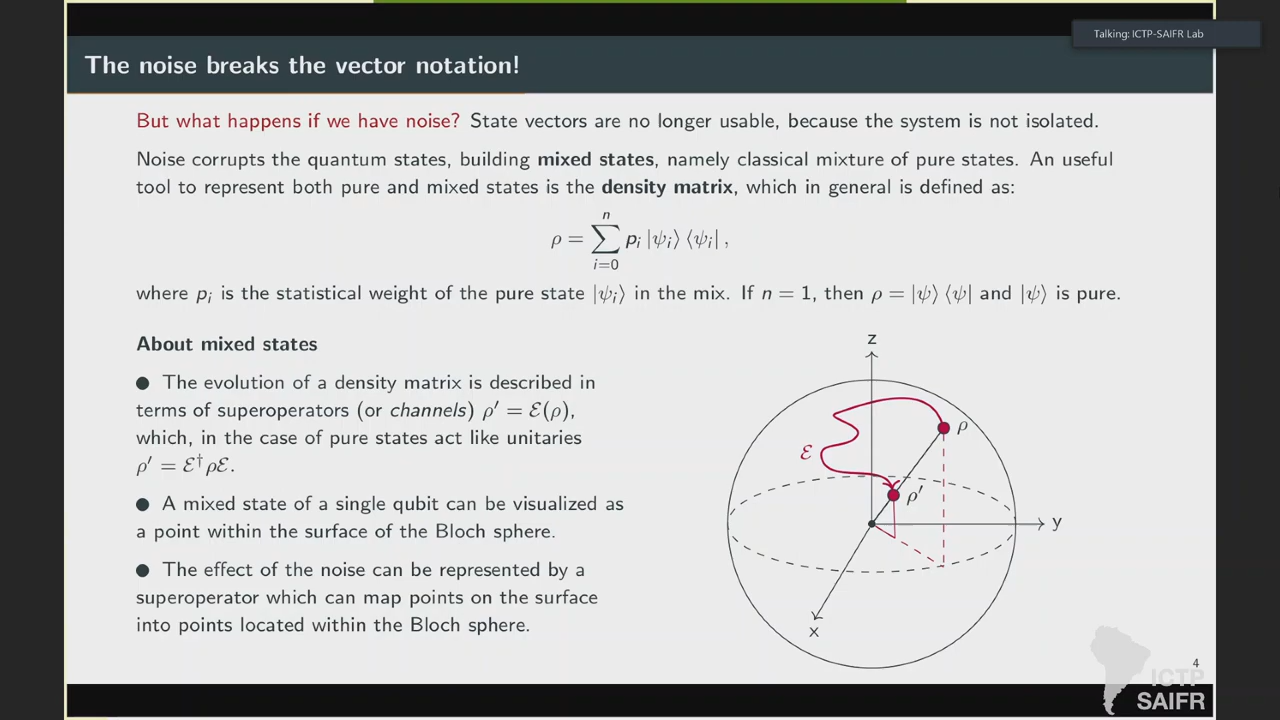 Talking: ICTP-SAIFR Lab
The noise breaks the vector notation!
But what happens if we have noise? State vectors are no longer usable, because the system is not isolated.
Noise corrupts the quantum states, building mixed states, namely classical mixture of pure states. An useful
tool to represent both pure and mixed states is the density matrix, which in general is defined as:
ρ = ∑_{i=0}^{n} p_i |ψ_i⟩ ⟨ψ_i| ,
where p_i is the statistical weight of the pure state |ψ_i⟩ in the mix. If n = 1, then ρ = |ψ⟩ ⟨ψ| and |ψ⟩ is pure.
About mixed states
● The evolution of a density matrix is described in
terms of superoperators (or channels) ρ′ = ℰ(ρ),
which, in the case of pure states act like unitaries
ρ′ = ℰ†ρℰ.
● A mixed state of a single qubit can be visualized as
a point within the surface of the Bloch sphere.
● The effect of the noise can be represented by a
superoperator which can map points on the surface
into points located within the Bloch sphere.
z
ρ
ℰ
ρ′
y
x
4
ICTP
SAIFR